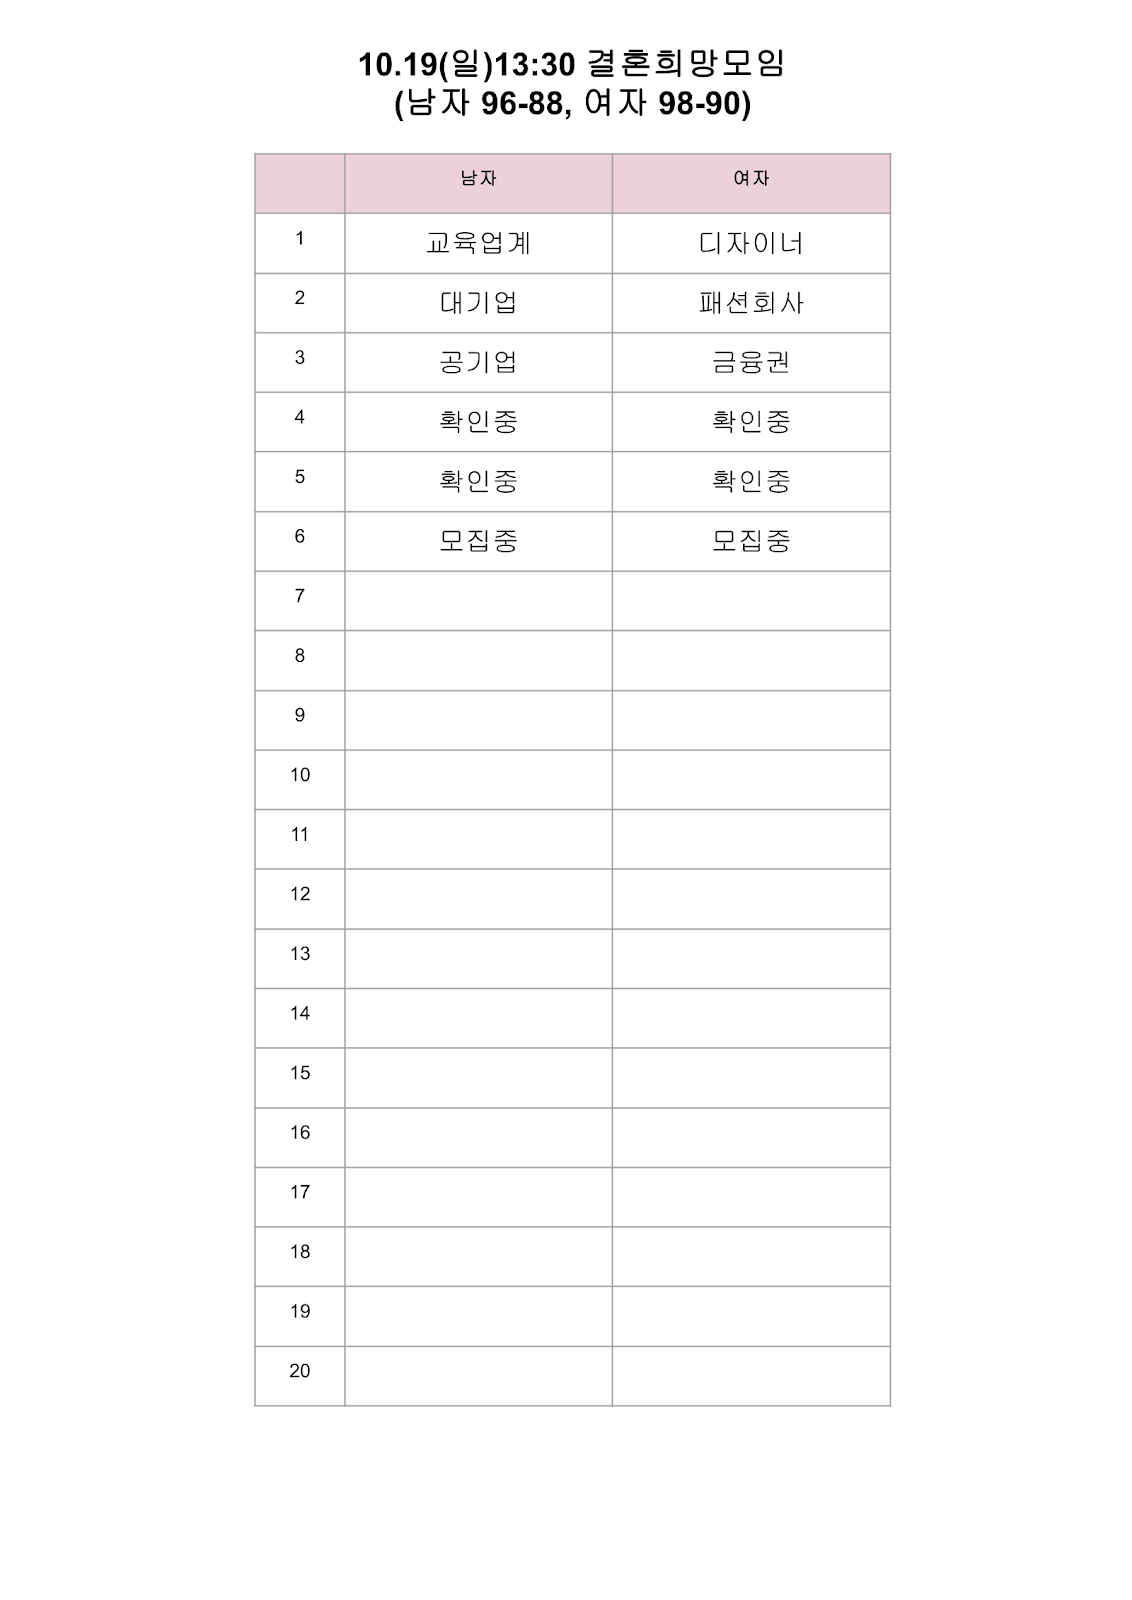 10.19(일)13:30 결혼희망모임
(남자 96-88, 여자 98-90)
남자 여자
1 교육업계 디자이너
2 대기업 패션회사
3 공기업 금융권
4 확인중 확인중
5 확인중 확인중
6 모집중 모집중
7
8
9
10
11
12
13
14
15
16
17
18
19
20